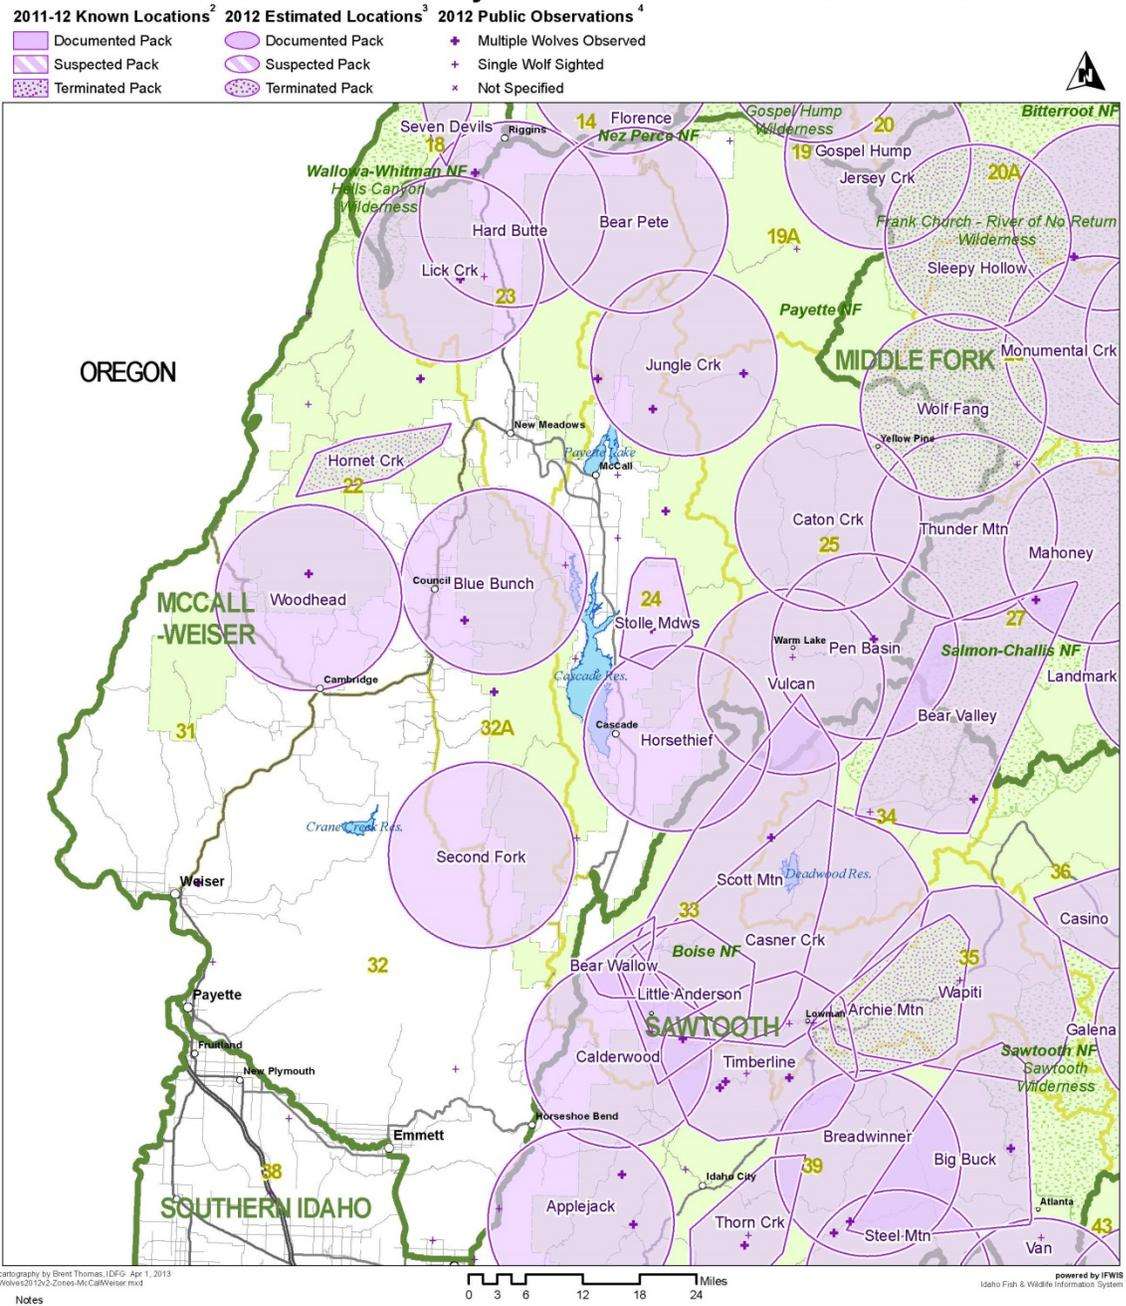 2011-12 Known Locations2
Documented Pack
Suspected Pack
Terminated Pack
2012 Estimated Locations3
Documented Pack
Suspected Pack
Terminated Pack
2012 Public Observations 4
Multiple Wolves Observed
Single Wolf Sighted
Not Specified
N
Seven Devils
18
Riggins
14
Florence
Nez Perce NF
Gospel Hump
Wilderness
20
Bitterroot NF
19
Gospel Hump
Jersey Crk
20A
Wallowa-Whitman NF
Hells Canyon
Wilderness
Hard Butte
Bear Pete
19A
Frank Church - River of No Return
Wilderness
Lick Crk
23
Sleepy Hollow
Payette NF
OREGON
Jungle Crk
MIDDLE FORK
Monumental Crk
Wolf Fang
New Meadows
Payette Lake
McCall
Yellow Pine
Hornet Crk
22
Caton Crk
25
Thunder Mtn
Mahoney
Council
Blue Bunch
Woodhead
MCCALL
-WEISER
24
Stolle Mdws
27
Warm Lake
Pen Basin
Salmon-Challis NF
Cambridge
Cascade Res.
Vulcan
Landmark
31
32A
Cascade
Horsethief
Bear Valley
Crane Creek Res.
34
Second Fork
Weiser
Scott Mtn
Deadwood Res.
36
33
Casino
32
Bear Wallow
Boise NF
Casner Crk
35
Payette
Little Anderson
Wapiti
Archie Mtn
SAWTOOTH
Lowman
Galena
Fruitland
Calderwood
Timberline
Sawtooth NF
Sawtooth
Wilderness
New Plymouth
Horseshoe Bend
Emmett
Breadwinner
Big Buck
38
SOUTHERN IDAHO
Idaho City
39
Applejack
Thorn Crk
Steel Mtn
Atlanta
Van
43
cartography by Brent Thomas, IDFG Apr 1, 2013
Wolves2012v2-Zones-McCallWeiser.mxd
Notes
Miles
0 3 6 12 18 24
powered by IFWIS
Idaho Fish & Wildlife Information System